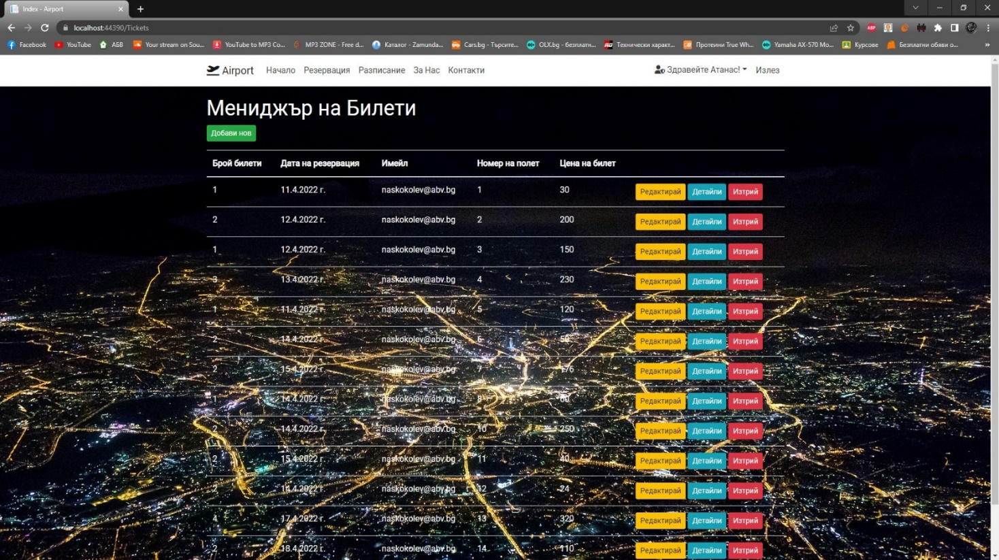 Index - Airport
localhost:44390/Tickets
ABP
Facebook YouTube АБВ Your stream on Sou... YouTube to MP3 Co... MP3 ZONE - Free d... Каталог - Zamunda... Cars.bg - Търсите... OLX.bg - безплатн... Технически характ... Протеини True Wh... Yamaha AX-570 Mo... Курсове Безплатни обяви о... »
Airport Начало Резервация Разписание За Нас Контакти Здравейте Атанас! Излез
Мениджър на Билети
Добави нов
Брой билети Дата на резервация Имейл Номер на полет Цена на билет
1 11.4.2022 г. naskokolev@abv.bg 1 30 Редактирай Детайли Изтрий
2 12.4.2022 г. naskokolev@abv.bg 2 200 Редактирай Детайли Изтрий
1 12.4.2022 г. naskokolev@abv.bg 3 150 Редактирай Детайли Изтрий
3 13.4.2022 г. naskokolev@abv.bg 4 230 Редактирай Детайли Изтрий
1 11.4.2022 г. naskokolev@abv.bg 5 120 Редактирай Детайли Изтрий
2 14.4.2022 г. naskokolev@abv.bg 6 Редактирай Детайли Изтрий
2 15.4.2022 г. naskokolev@abv.bg 7 176 Редактирай Детайли Изтрий
1 14.4.2022 г. naskokolev@abv.bg 8 60 Редактирай Детайли Изтрий
2 14.4.2022 г. naskokolev@abv.bg 10 250 Редактирай Детайли Изтрий
2 15.4.2022 г. naskokolev@abv.bg 11 40 Редактирай Детайли Изтрий
2 14.4.2022 г. naskokolev@abv.bg 12 24 Редактирай Детайли Изтрий
4 17.4.2022 г. naskokolev@abv.bg 13 320 Редактирай Детайли Изтрий
2 18.4.2022 г. naskokolev@abv.bg 14 110 Редактирай Детайли Изтрий